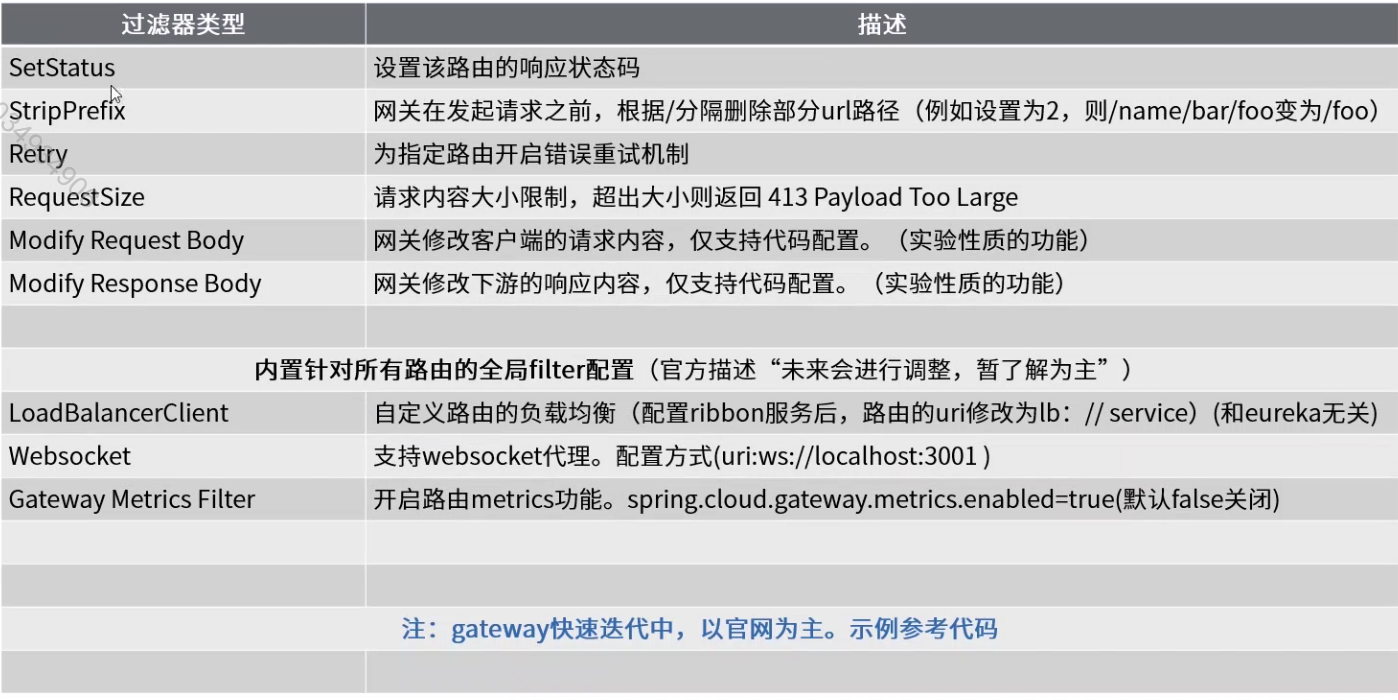 过滤器类型 描述
SetStatus 设置该路由的响应状态码
StripPrefix 网关在发起请求之前，根据/分隔删除部分url路径（例如设置为2，则/name/bar/foo变为/foo）
Retry 为指定路由开启错误重试机制
RequestSize 请求内容大小限制，超出大小则返回 413 Payload Too Large
Modify Request Body 网关修改客户端的请求内容，仅支持代码配置。（实验性质的功能）
Modify Response Body 网关修改下游的响应内容，仅支持代码配置。（实验性质的功能）
内置针对所有路由的全局filter配置（官方描述“未来会进行调整，暂了解为主”）
LoadBalancerClient 自定义路由的负载均衡（配置ribbon服务后，路由的uri修改为lb：// service）(和eureka无关)
Websocket 支持websocket代理。配置方式(uri:ws://localhost:3001 )
Gateway Metrics Filter 开启路由metrics功能。spring.cloud.gateway.metrics.enabled=true(默认false关闭)
注：gateway快速迭代中，以官网为主。示例参考代码